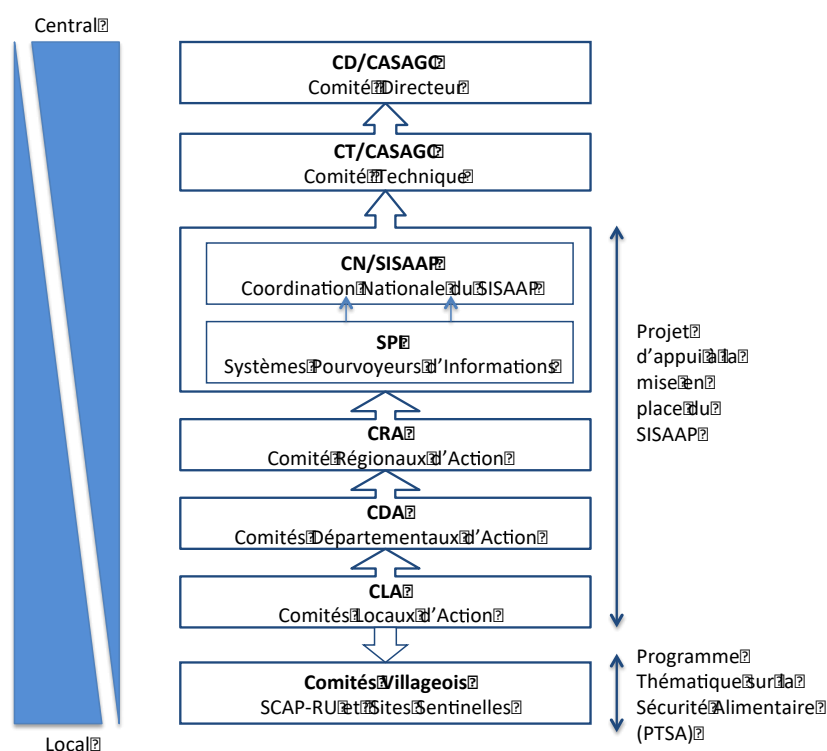 Central
CD/CASAGC
Comité Directeur
CT/CASAGC
Comité Technique
CN/SISAAP
Coordination Nationale du SISAAP
SPI
Systèmes Pourvoyeurs d'Informations
CRA
Comité Régionaux d'Action
CDA
Comités Départementaux d'Action
CLA
Comités Locaux d'Action
Comités Villageois
SCAP-RU et Sites Sentinelles
Local
Projet
d'appui à la
mise en
place du
SISAAP
Programme
Thématique sur la
Sécurité Alimentaire
(PTSA)